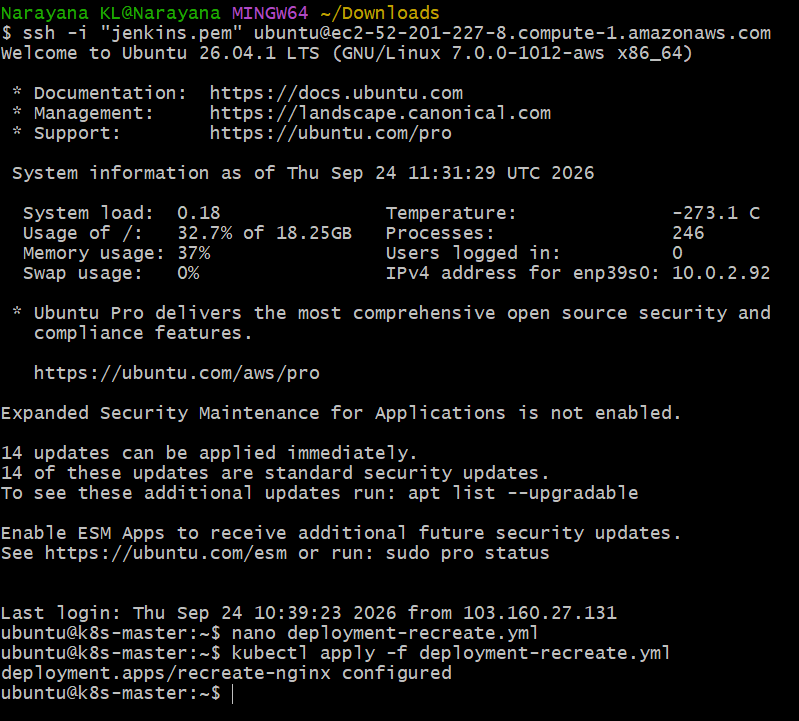 Narayana KL@Narayana MINGW64 ~/Downloads
$ ssh -i "jenkins.pem" ubuntu@ec2-52-201-227-8.compute-1.amazonaws.com
Welcome to Ubuntu 26.04.1 LTS (GNU/Linux 7.0.0-1012-aws x86_64)

 * Documentation:  https://docs.ubuntu.com
 * Management:     https://landscape.canonical.com
 * Support:        https://ubuntu.com/pro

 System information as of Thu Sep 24 11:31:29 UTC 2026

  System load:  0.18               Temperature:              -273.1 C
  Usage of /:   32.7% of 18.25GB   Processes:                246
  Memory usage: 37%                Users logged in:          0
  Swap usage:   0%                 IPv4 address for enp39s0: 10.0.2.92

 * Ubuntu Pro delivers the most comprehensive open source security and
   compliance features.

   https://ubuntu.com/aws/pro

Expanded Security Maintenance for Applications is not enabled.

14 updates can be applied immediately.
14 of these updates are standard security updates.
To see these additional updates run: apt list --upgradable

Enable ESM Apps to receive additional future security updates.
See https://ubuntu.com/esm or run: sudo pro status


Last login: Thu Sep 24 10:39:23 2026 from 103.160.27.131
ubuntu@k8s-master:~$ nano deployment-recreate.yml
ubuntu@k8s-master:~$ kubectl apply -f deployment-recreate.yml
deployment.apps/recreate-nginx configured
ubuntu@k8s-master:~$